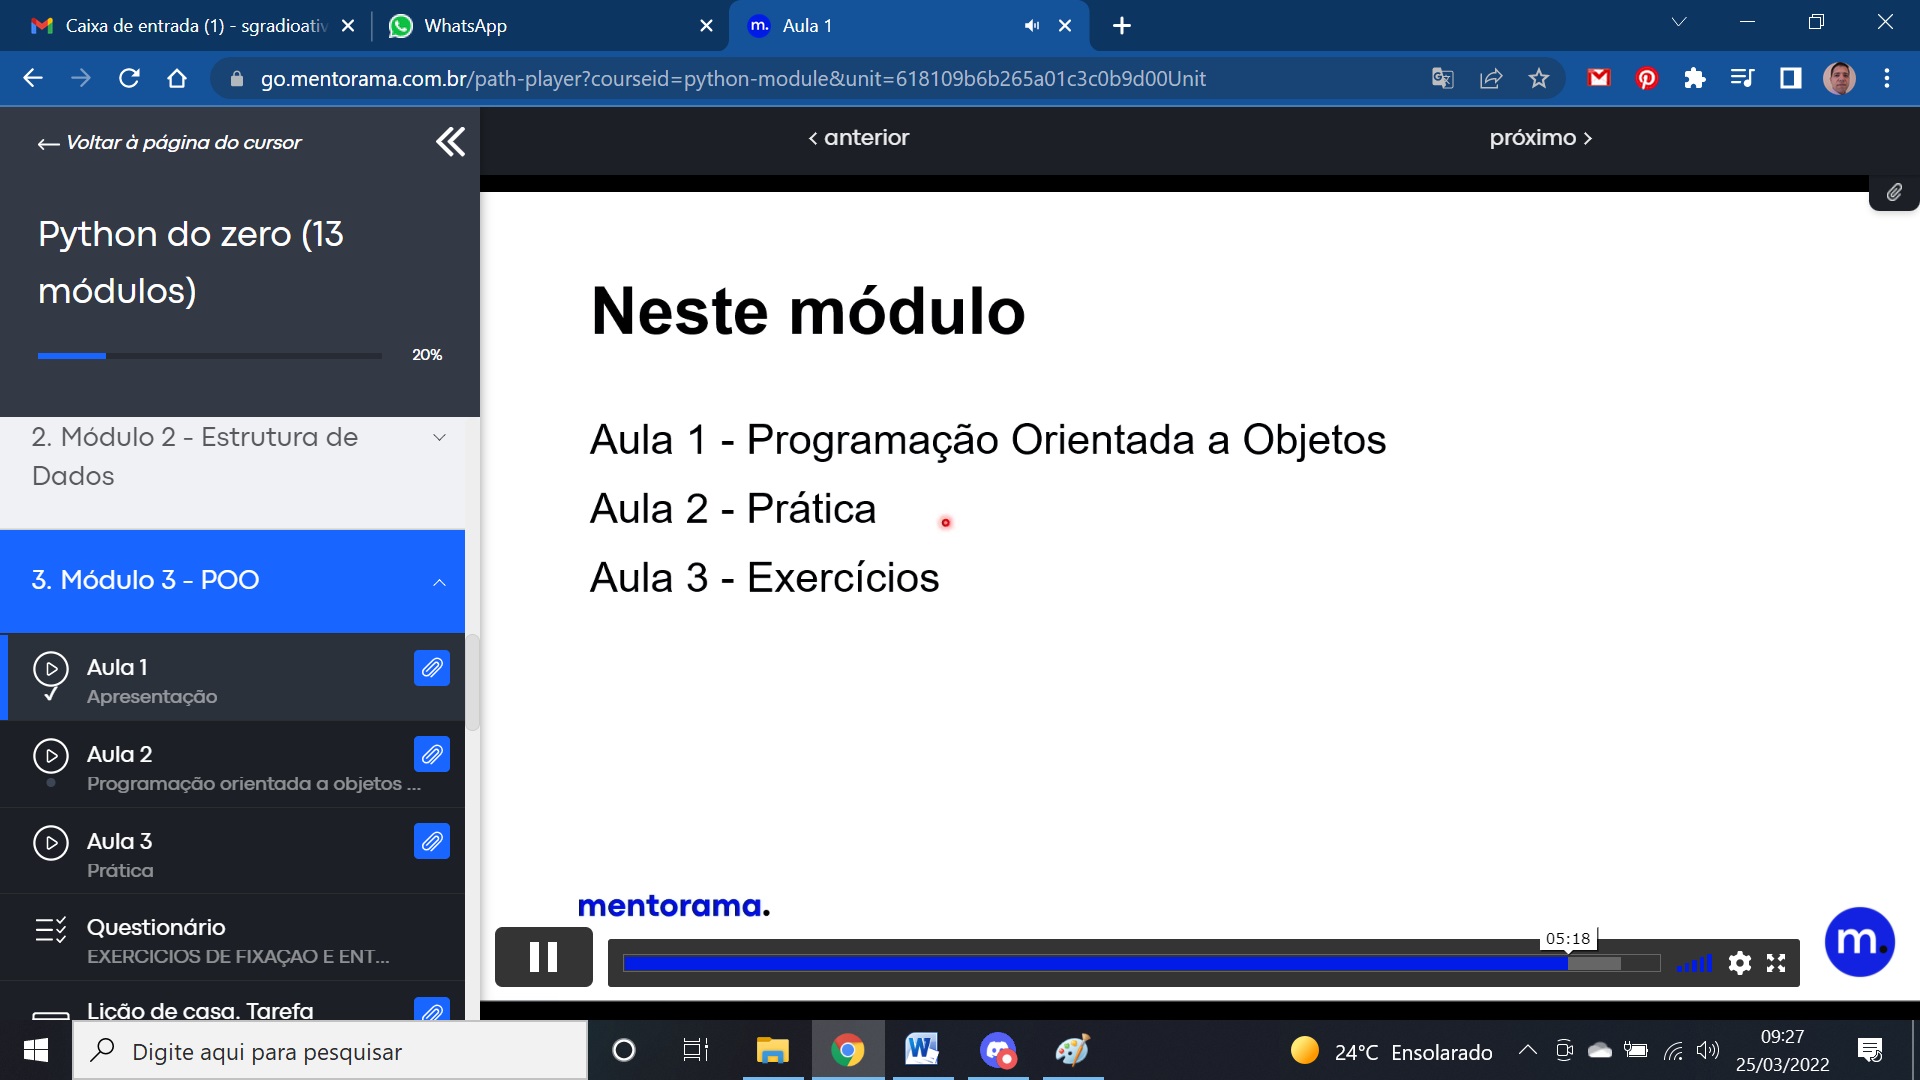 Caixa de entrada (1) - sgradioativ
WhatsApp
m. Aula 1
go.mentorama.com.br/path-player?courseid=python-module&unit=618109b6b265a01c3c0b9d00Unit
Voltar à página do cursor
< anterior
próximo >
Python do zero (13
módulos)
20%
2. Módulo 2 - Estrutura de
Dados
3. Módulo 3 - POO
Aula 1
Apresentação
Aula 2
Programação orientada a objetos ...
Aula 3
Prática
Questionário
EXERCICIOS DE FIXAÇAO E ENT...
Lição de casa. Tarefa
Neste módulo
Aula 1 - Programação Orientada a Objetos
Aula 2 - Prática
Aula 3 - Exercícios
mentorama.
05:18
m.
Digite aqui para pesquisar
24°C Ensolarado
09:27
25/03/2022